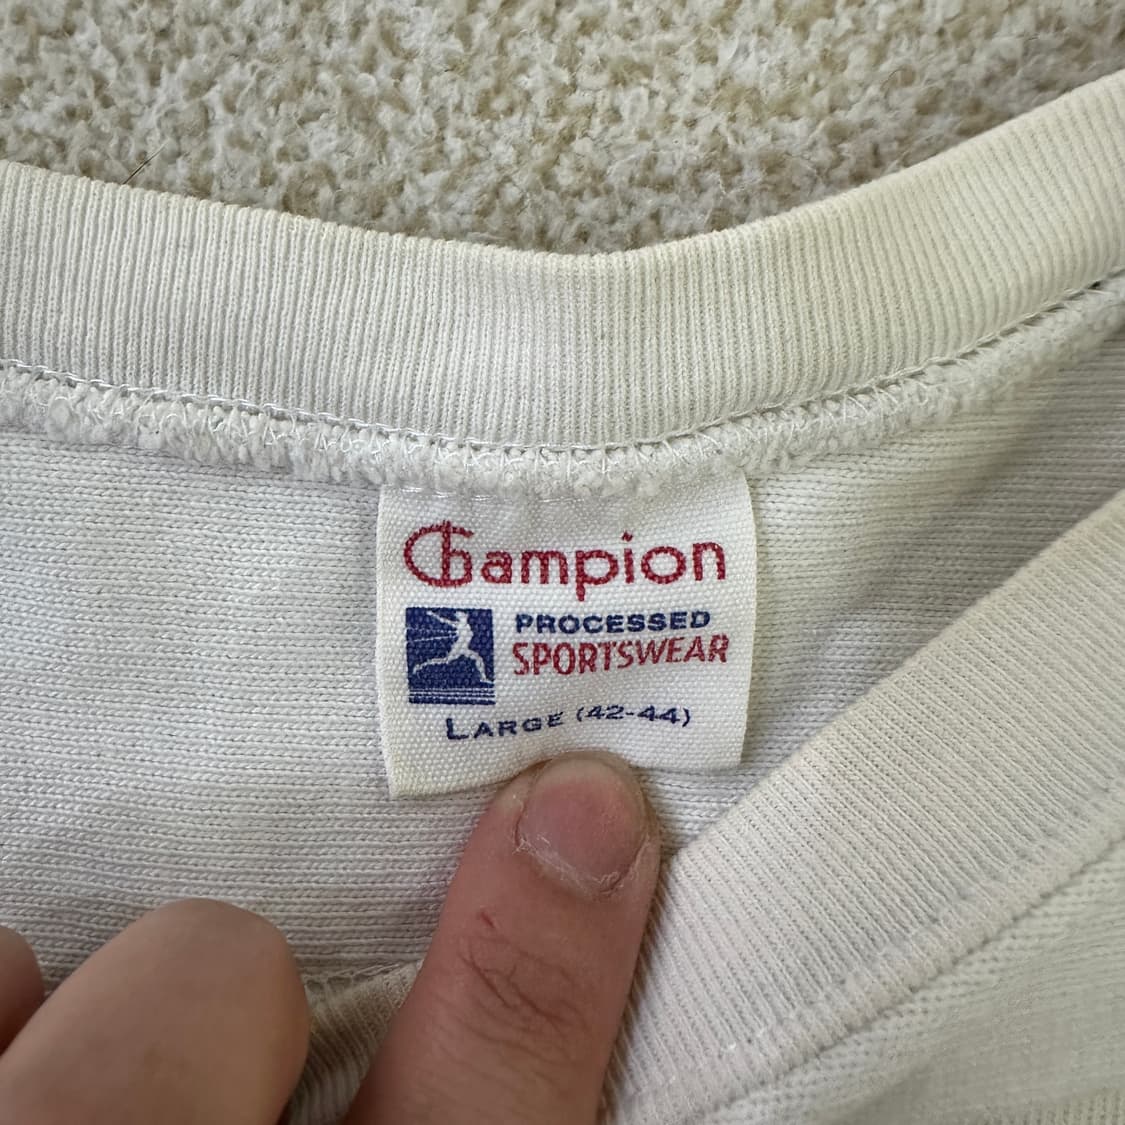 Champion
PROCESSED
SPORTSWEAR
LARGE (42-44)